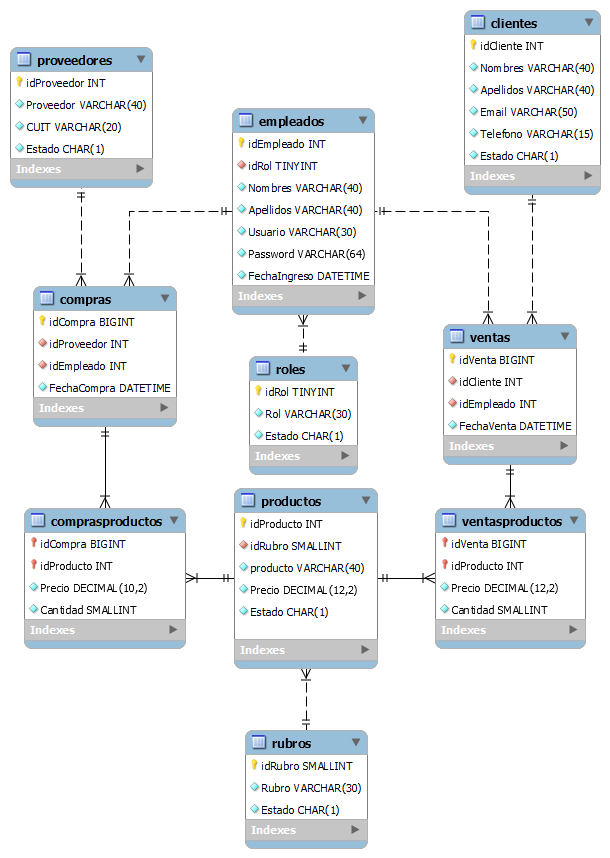 proveedores
idProveedor INT
Proveedor VARCHAR(40)
CUIT VARCHAR(20)
Estado CHAR(1)
Indexes
clientes
idCliente INT
Nombres VARCHAR(40)
Apellidos VARCHAR(40)
Email VARCHAR(50)
Telefono VARCHAR(15)
Estado CHAR(1)
Indexes
empleados
idEmpleado INT
idRol TINYINT
Nombres VARCHAR(40)
Apellidos VARCHAR(40)
Usuario VARCHAR(30)
Password VARCHAR(64)
FechaIngreso DATETIME
Indexes
compras
idCompra BIGINT
idProveedor INT
idEmpleado INT
FechaCompra DATETIME
Indexes
roles
idRol TINYINT
Rol VARCHAR(30)
Estado CHAR(1)
Indexes
ventas
idVenta BIGINT
idCliente INT
idEmpleado INT
FechaVenta DATETIME
Indexes
comprasproductos
idCompra BIGINT
idProducto INT
Precio DECIMAL(10,2)
Cantidad SMALLINT
Indexes
productos
idProducto INT
idRubro SMALLINT
producto VARCHAR(40)
Precio DECIMAL(12,2)
Estado CHAR(1)
Indexes
ventasproductos
idVenta BIGINT
idProducto INT
Precio DECIMAL(12,2)
Cantidad SMALLINT
Indexes
rubros
idRubro SMALLINT
Rubro VARCHAR(30)
Estado CHAR(1)
Indexes